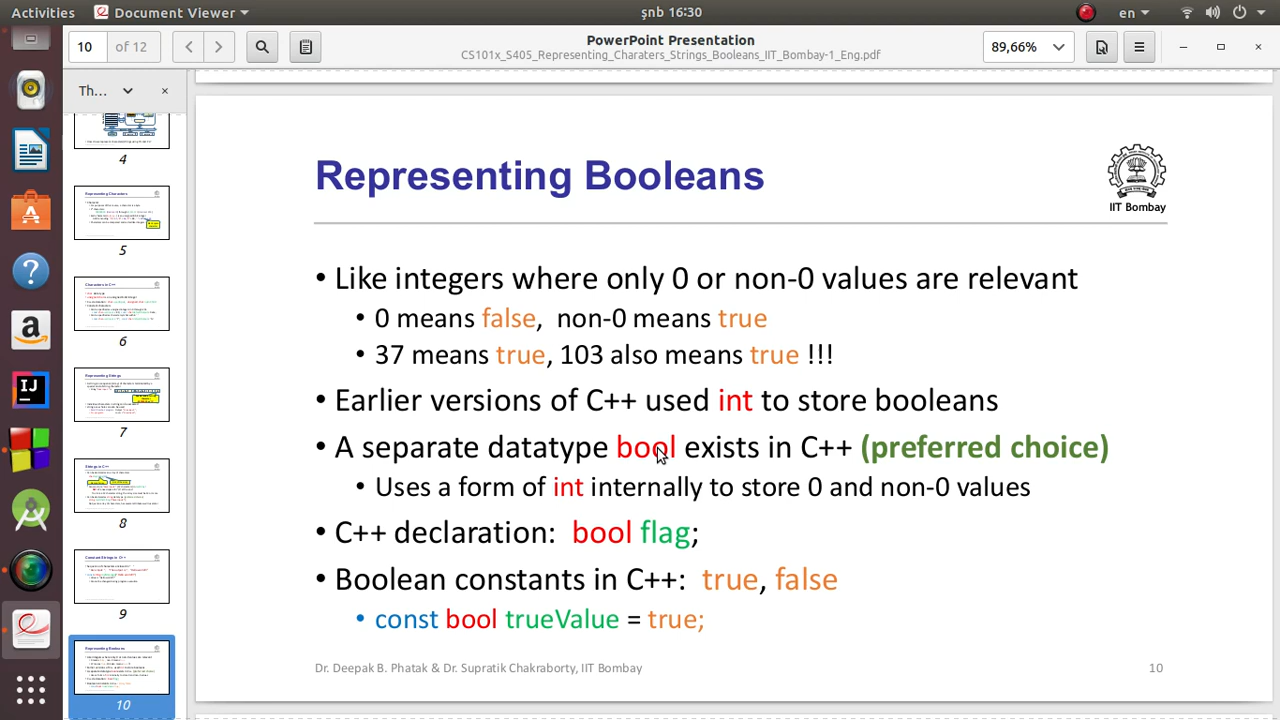 Activities
Document Viewer
şnb 16:30
en
10
of 12
PowerPoint Presentation
CS101x_S405_Representing_Charaters_Strings_Booleans_IIT_Bombay-1_Eng.pdf
89,66%
Th...
4
5
6
7
8
9
10
Representing Booleans
IIT Bombay
• Like integers where only 0 or non-0 values are relevant
• 0 means false, non-0 means true
• 37 means true, 103 also means true !!!
• Earlier versions of C++ used int to store booleans
• A separate datatype bool exists in C++ (preferred choice)
• Uses a form of int internally to store 0 and non-0 values
• C++ declaration: bool flag;
• Boolean constants in C++: true, false
• const bool trueValue = true;
Dr. Deepak B. Phatak & Dr. Supratik Chakraborty, IIT Bombay
10